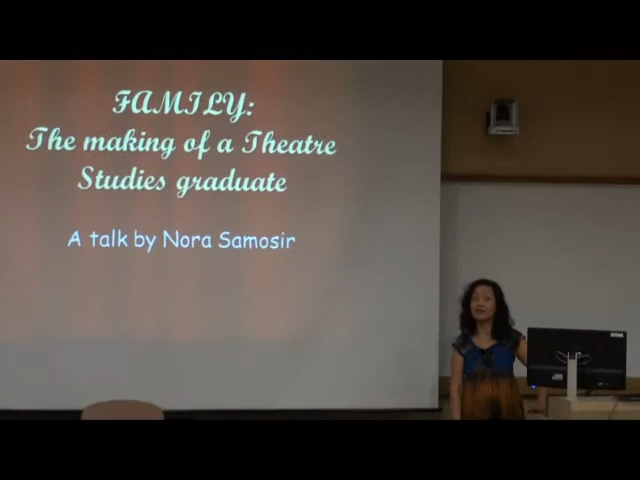 FAMILY:
The making of a Theatre
Studies graduate
A talk by Nora Samosir